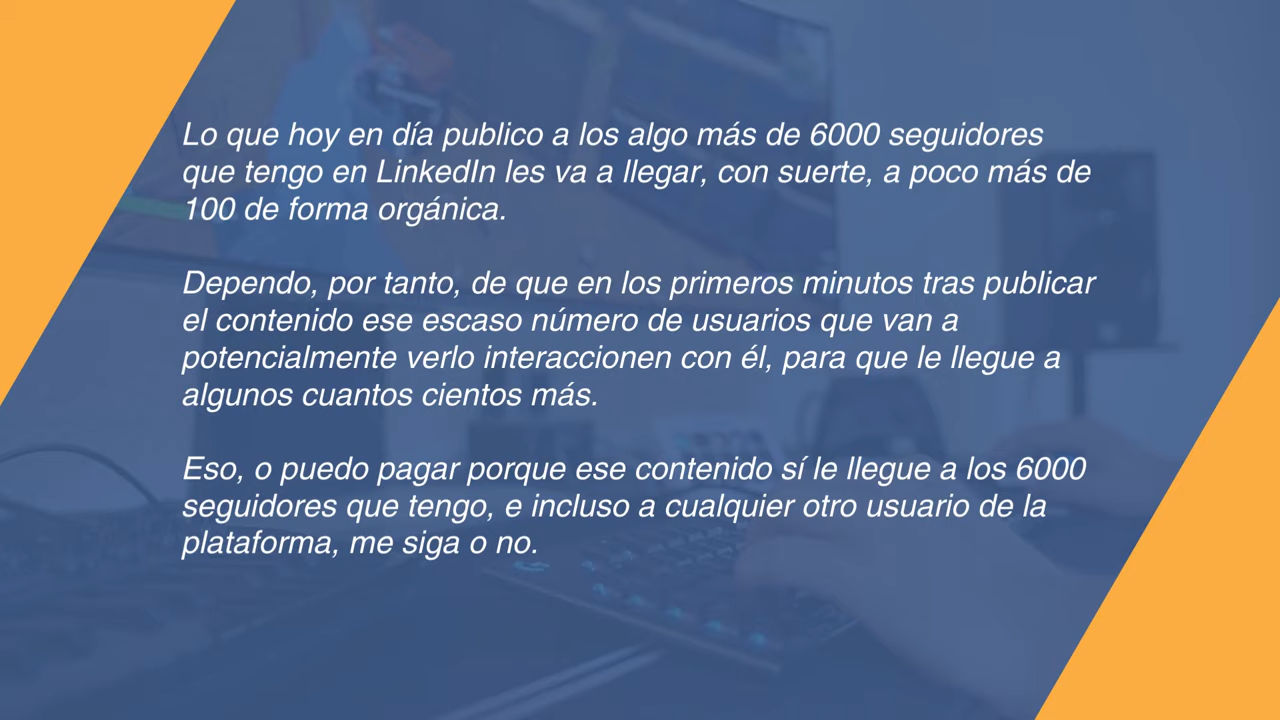 Lo que hoy en día publico a los algo más de 6000 seguidores
que tengo en LinkedIn les va a llegar, con suerte, a poco más de
100 de forma orgánica.
Dependo, por tanto, de que en los primeros minutos tras publicar
el contenido ese escaso número de usuarios que van a
potencialmente verlo interaccionen con él, para que le llegue a
algunos cuantos cientos más.
Eso, o puedo pagar porque ese contenido sí le llegue a los 6000
seguidores que tengo, e incluso a cualquier otro usuario de la
plataforma, me siga o no.